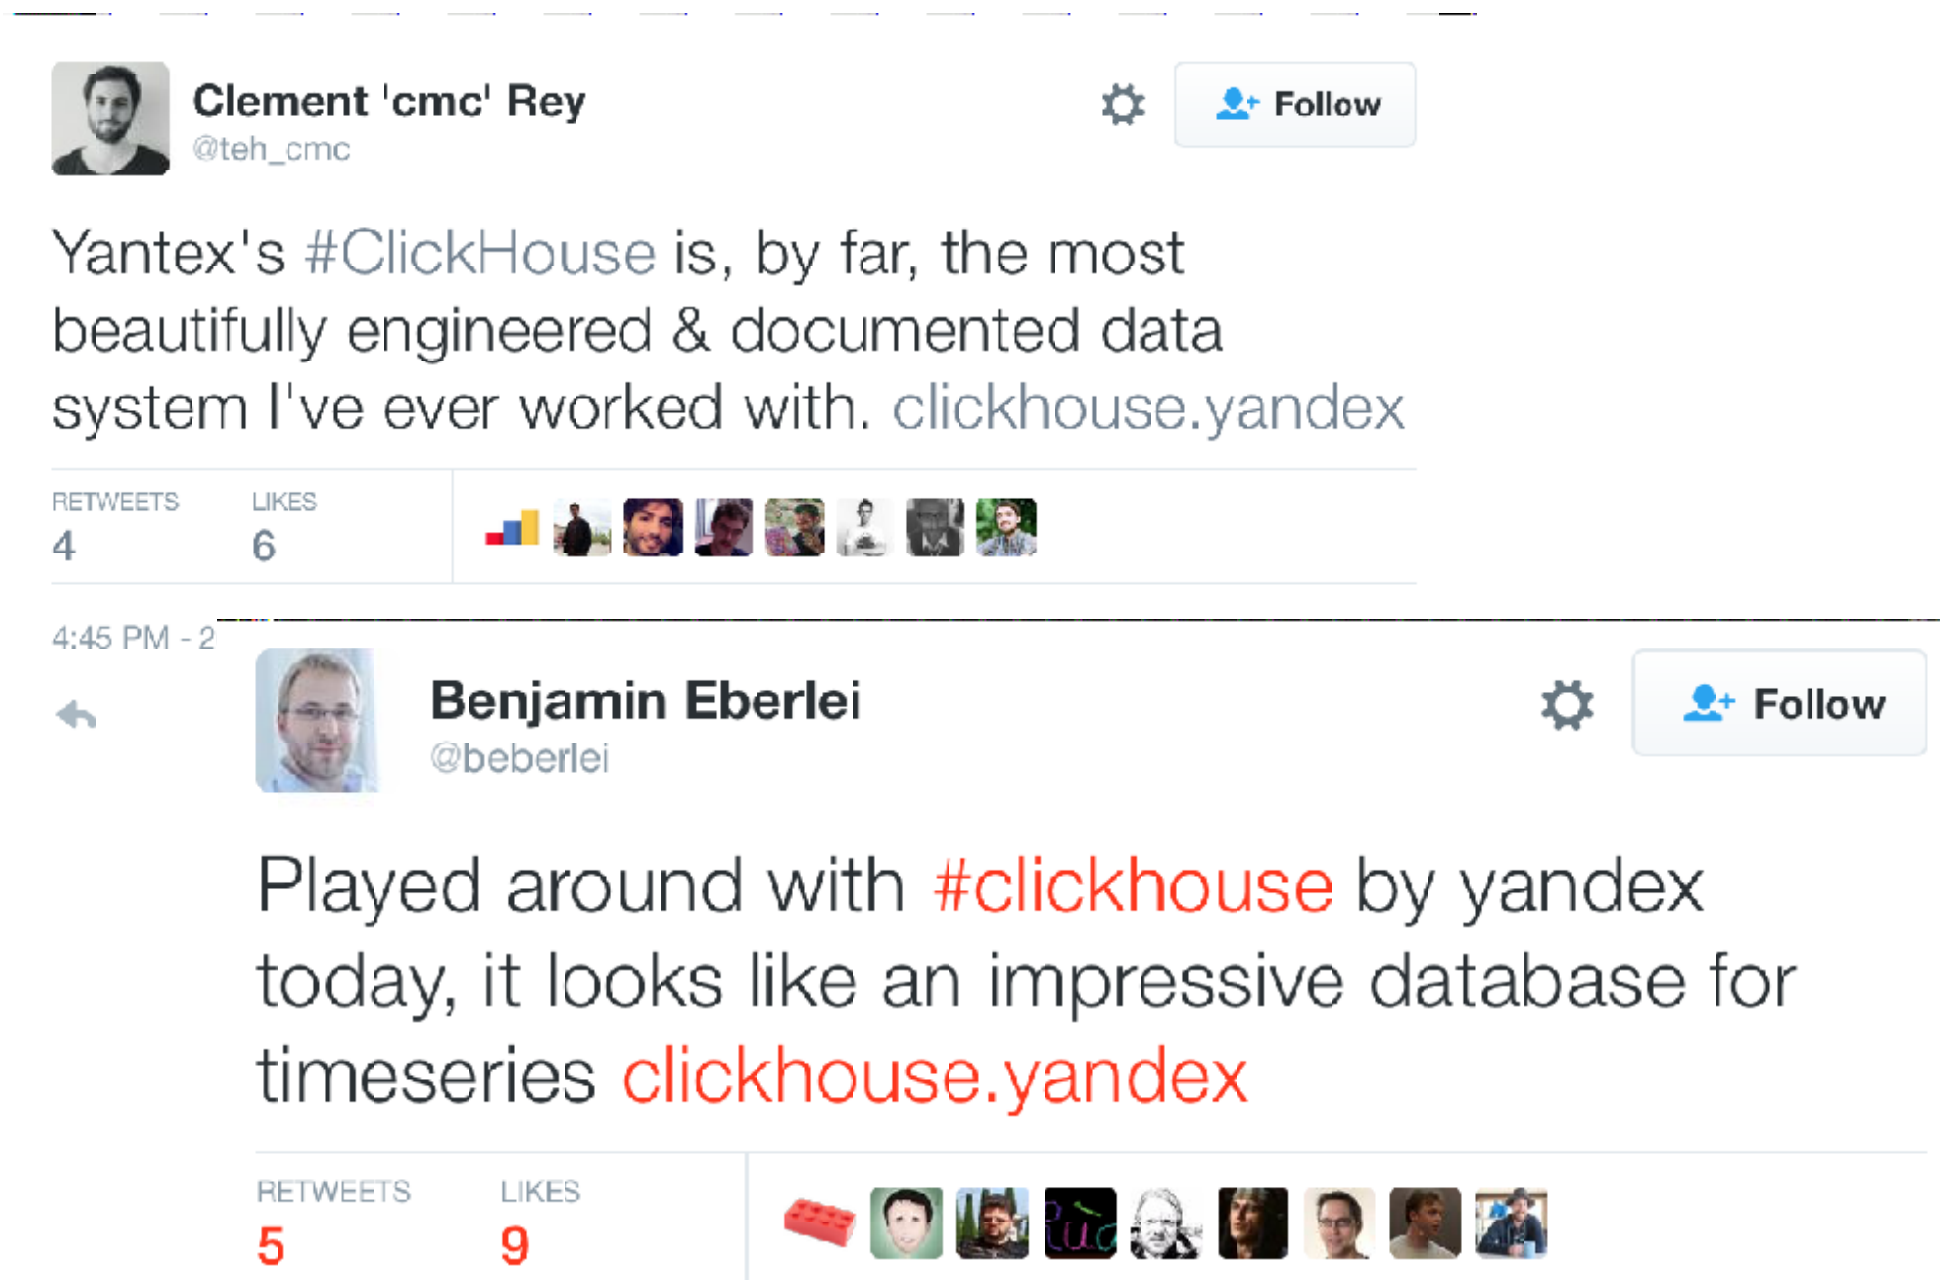 Clement 'cmc' Rey
@teh_cmc
Follow
Yantex's #ClickHouse is, by far, the most
beautifully engineered & documented data
system I've ever worked with. clickhouse.yandex
RETWEETS LIKES
4 6
4:45 PM - 2
Benjamin Eberlei
@beberlei
Follow
Played around with #clickhouse by yandex
today, it looks like an impressive database for
timeseries clickhouse.yandex
RETWEETS LIKES
5 9